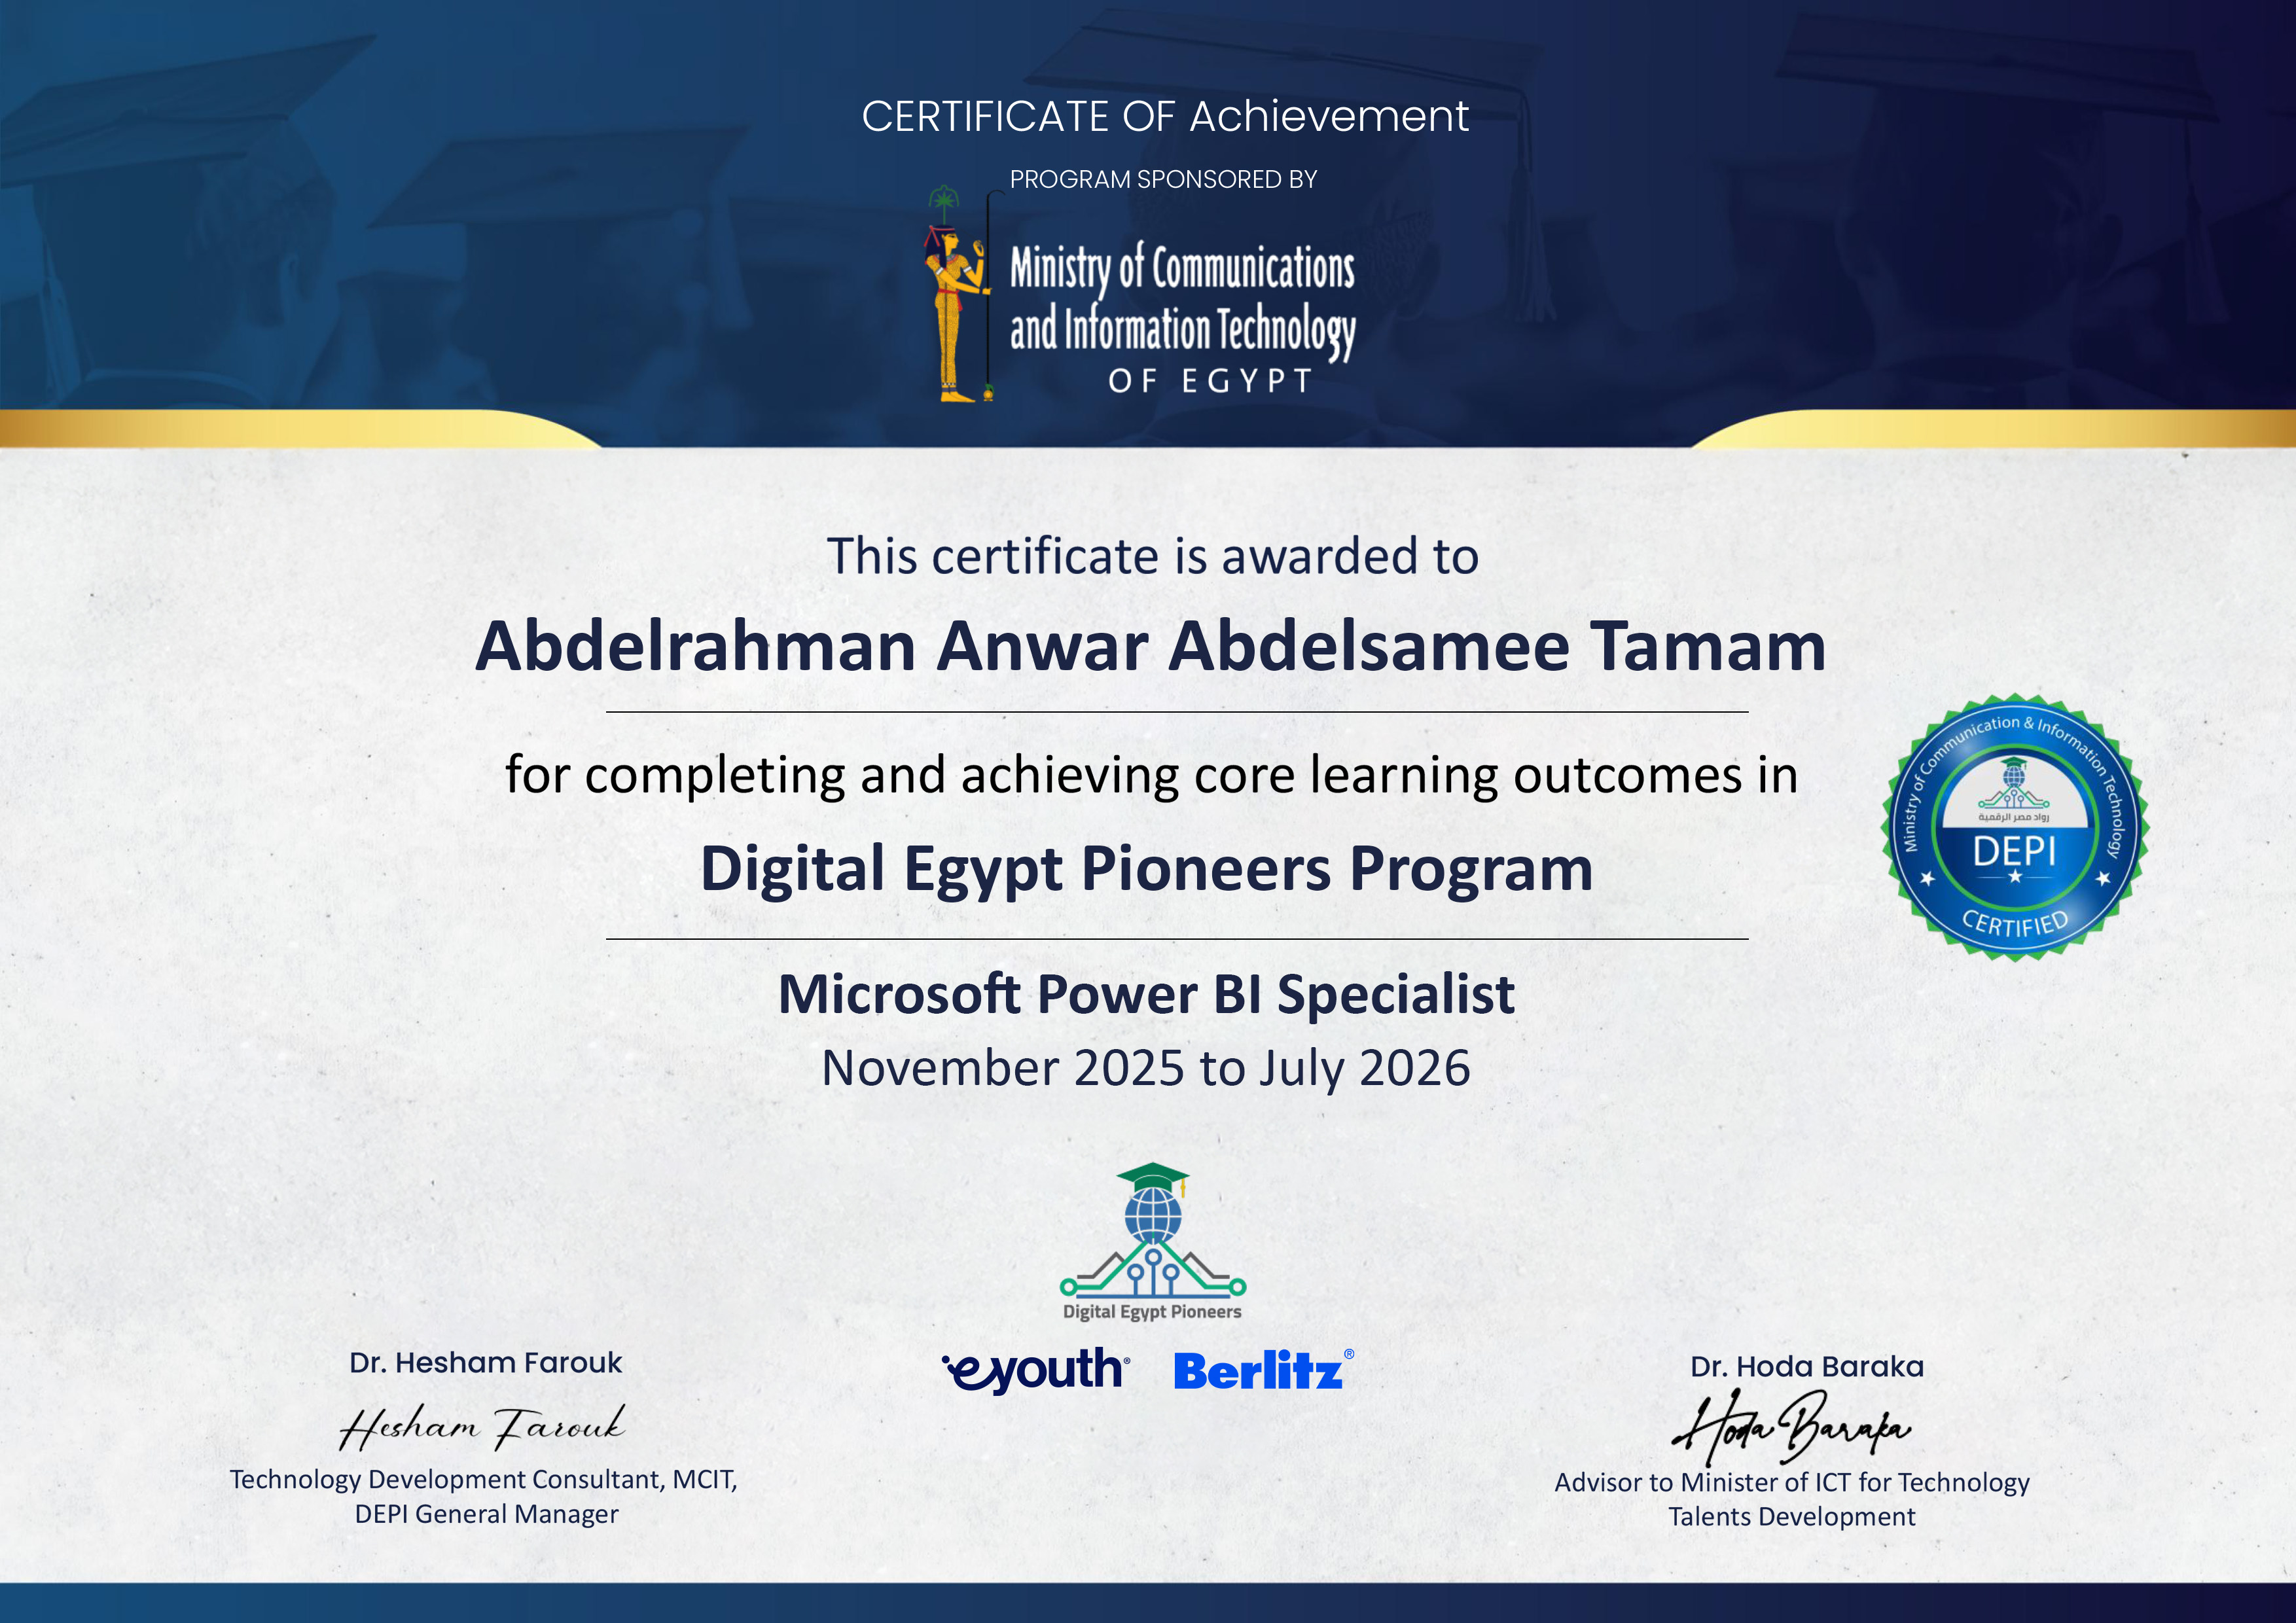 CERTIFICATE OF Achievement
PROGRAM SPONSORED BY
Ministry of Communications
and Information Technology
OF EGYPT
This certificate is awarded to
Abdelrahman Anwar Abdelsamee Tamam
for completing and achieving core learning outcomes in
Digital Egypt Pioneers Program
Ministry of Communication & Information Technology
رواد مصر الرقمية
DEPI
CERTIFIED
Microsoft Power BI Specialist
November 2025 to July 2026
Digital Egypt Pioneers
eyouth®
Berlitz®
Dr. Hesham Farouk
Hesham Farouk
Technology Development Consultant, MCIT,
DEPI General Manager
Dr. Hoda Baraka
Hoda Baraka
Advisor to Minister of ICT for Technology
Talents Development